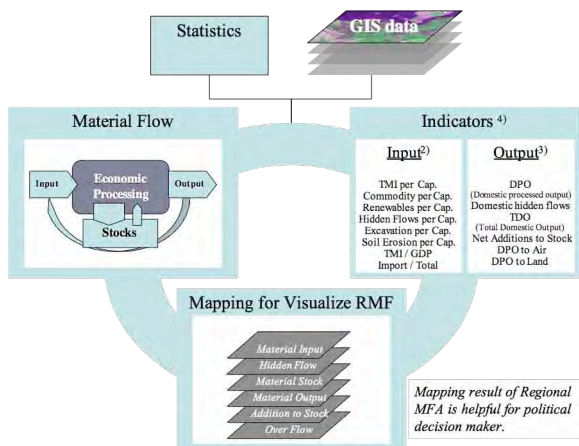 Statistics
GIS data
Material Flow
Input
Economic
Processing
Output
Stocks
Indicators 4)
Input2)
TMI per Cap.
Commodity per Cap.
Renewables per Cap.
Hidden Flows per Cap.
Excavation per Cap.
Soil Erosion per Cap.
TMI / GDP
Import / Total
Output3)
DPO
(Domestic processed output)
Domestic hidden flows
TDO
(Total Domestic Output)
Net Additions to Stock
DPO to Air
DPO to Land
Mapping for Visualize RMF
Material Input
Hidden Flow
Material Stock
Material Output
Addition to Stock
Over Flow
Mapping result of Regional
MFA is helpful for political
decision maker.